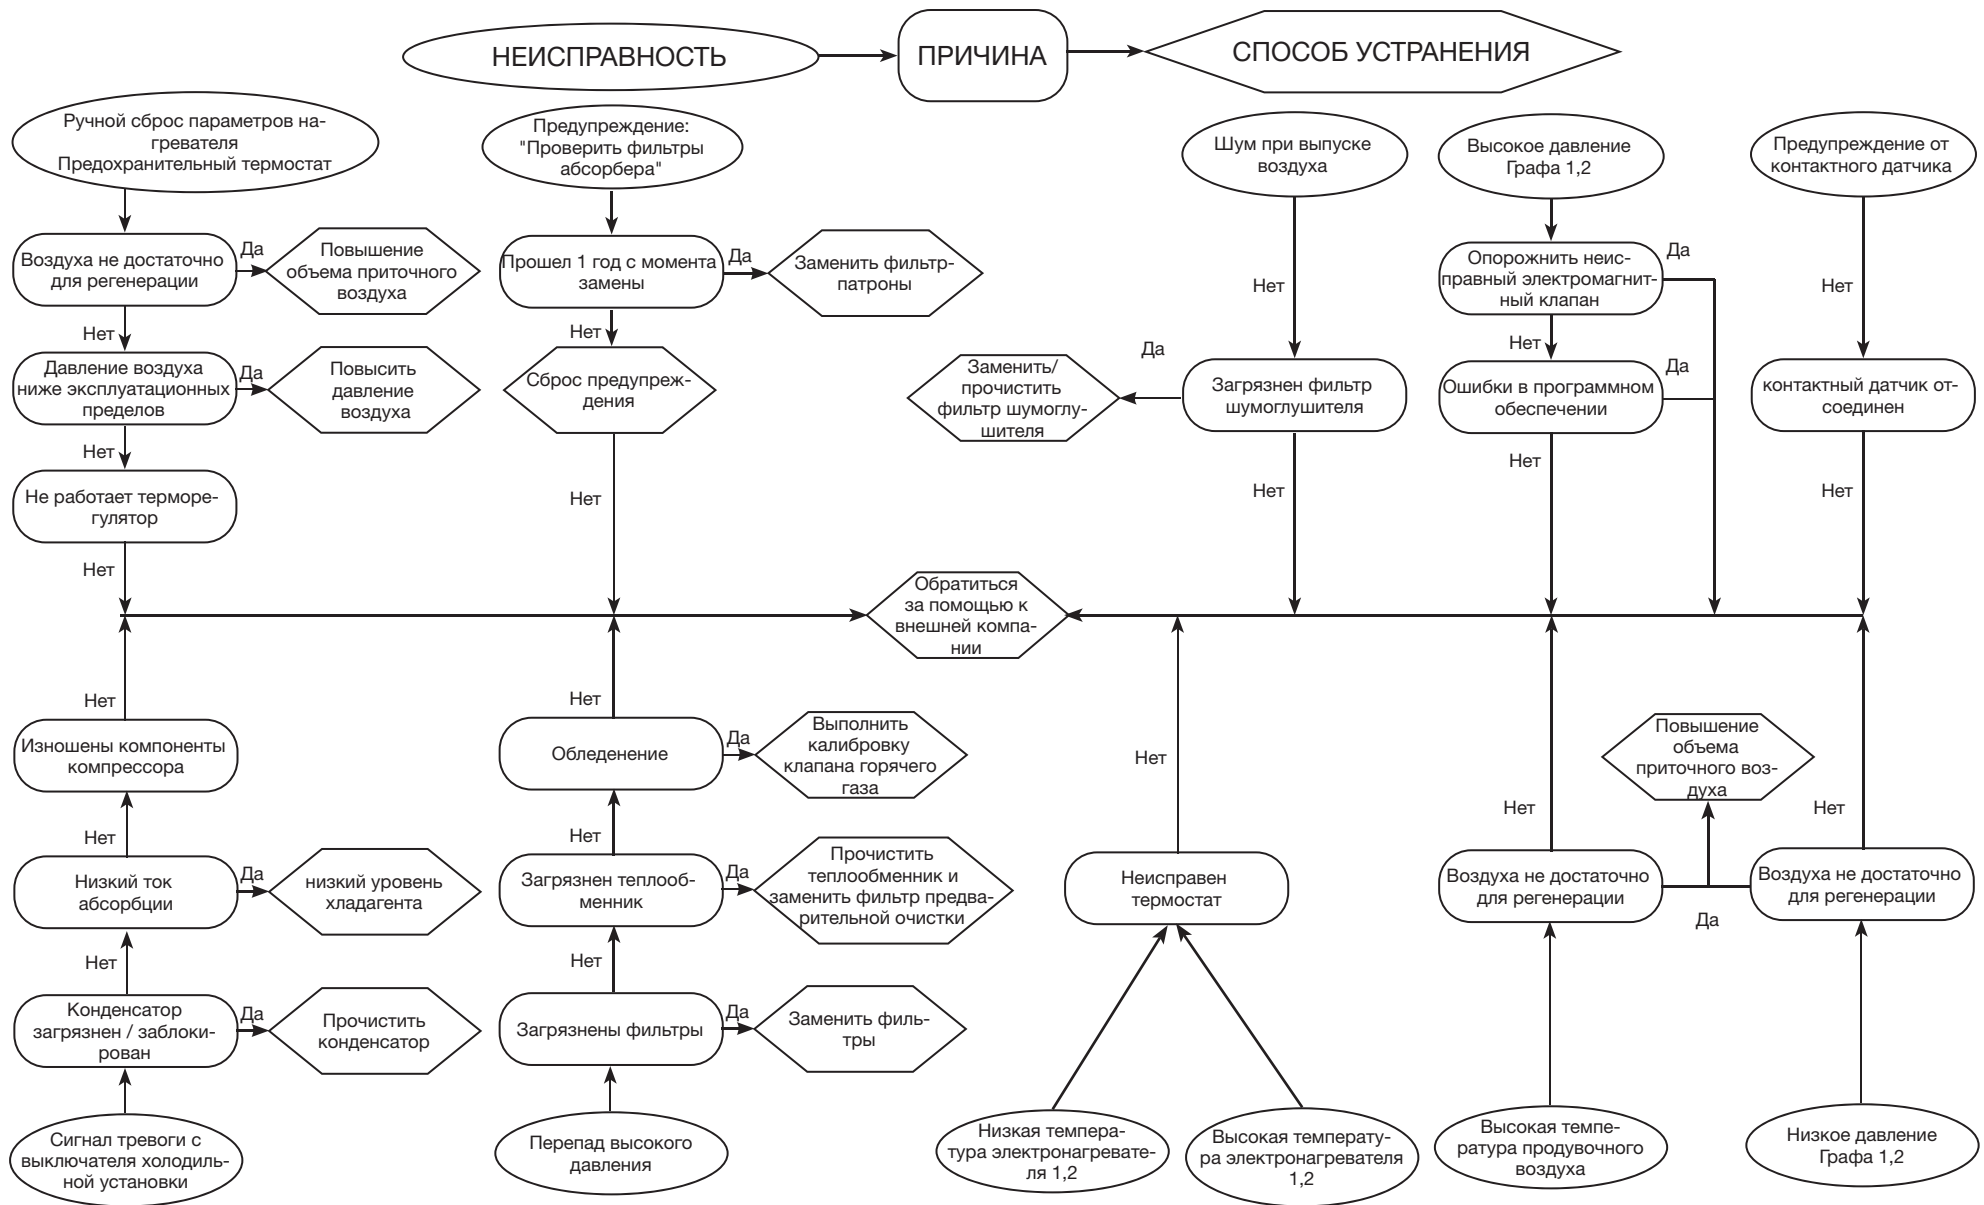 НЕИСПРАВНОСТЬ
ПРИЧИНА
СПОСОБ УСТРАНЕНИЯ
Ручной сброс параметров на-
гревателя
Предохранительный термостат
Да
Воздуха не достаточно
для регенерации
Повышение
объема приточного
воздуха
Нет
Давление воздуха
ниже эксплуатационных
пределов
Да
Повысить
давление
воздуха
Нет
Не работает терморе-
гулятор
Нет
Предупреждение:
"Проверить фильтры
абсорбера"
Прошел 1 год с момента
замены
Да
Заменить фильтр-
патроны
Нет
Сброс предупреж-
дения
Нет
Шум при выпуске
воздуха
Нет
Загрязнен фильтр
шумоглушителя
Да
Заменить/
прочистить
фильтр шумоглу-
шителя
Нет
Высокое давление
Графа 1,2
Опорожнить неис-
правный электромагнит-
ный клапан
Да
Нет
Ошибки в программном
обеспечении
Да
Нет
Предупреждение от
контактного датчика
Нет
контактный датчик от-
соединен
Нет
Обратиться
за помощью к
внешней компа-
нии
Нет
Изношены компоненты
компрессора
Нет
Низкий ток
абсорбции
Да
низкий уровень
хладагента
Нет
Конденсатор
загрязнен / заблоки-
рован
Да
Прочистить
конденсатор
Сигнал тревоги с
выключателя холодиль-
ной установки
Нет
Обледенение
Да
Выполнить
калибровку
клапана горячего
газа
Нет
Загрязнен теплооб-
менник
Да
Прочистить
теплообменник и
заменить фильтр предва-
рительной очистки
Нет
Загрязнены фильтры
Да
Заменить филь-
тры
Перепад высокого
давления
Нет
Неисправен
термостат
Низкая темпера-
тура электронагревате-
ля 1,2
Высокая температу-
ра электронагревателя
1,2
Повышение
объема
приточного воз-
духа
Нет
Воздуха не достаточно
для регенерации
Да
Высокая темпе-
ратура продувочного
воздуха
Нет
Воздуха не достаточно
для регенерации
Низкое давление
Графа 1,2